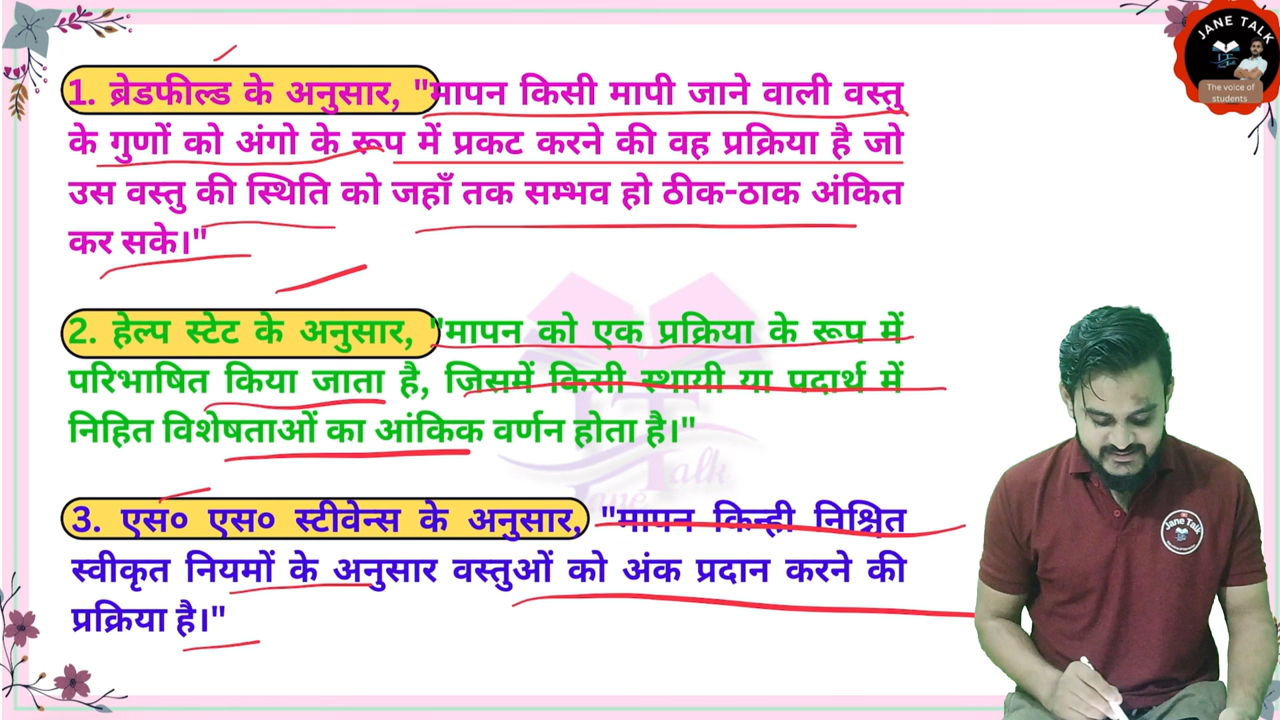 1. ब्रेडफील्ड के अनुसार, "मापन किसी मापी जाने वाली वस्तु
के गुणों को अंगो के रूप में प्रकट करने की वह प्रक्रिया है जो
उस वस्तु की स्थिति को जहाँ तक सम्भव हो ठीक-ठाक अंकित
कर सके।"
2. हेल्प स्टेट के अनुसार, "मापन को एक प्रक्रिया के रूप में
परिभाषित किया जाता है, जिसमें किसी स्थायी या पदार्थ में
निहित विशेषताओं का आंकिक वर्णन होता है।"
3. एस० एस० स्टीवेन्स के अनुसार, "मापन किन्ही निश्चित
स्वीकृत नियमों के अनुसार वस्तुओं को अंक प्रदान करने की
प्रक्रिया है।"
JANE TALK
The voice of
students
Jane Talk
Jane Talk